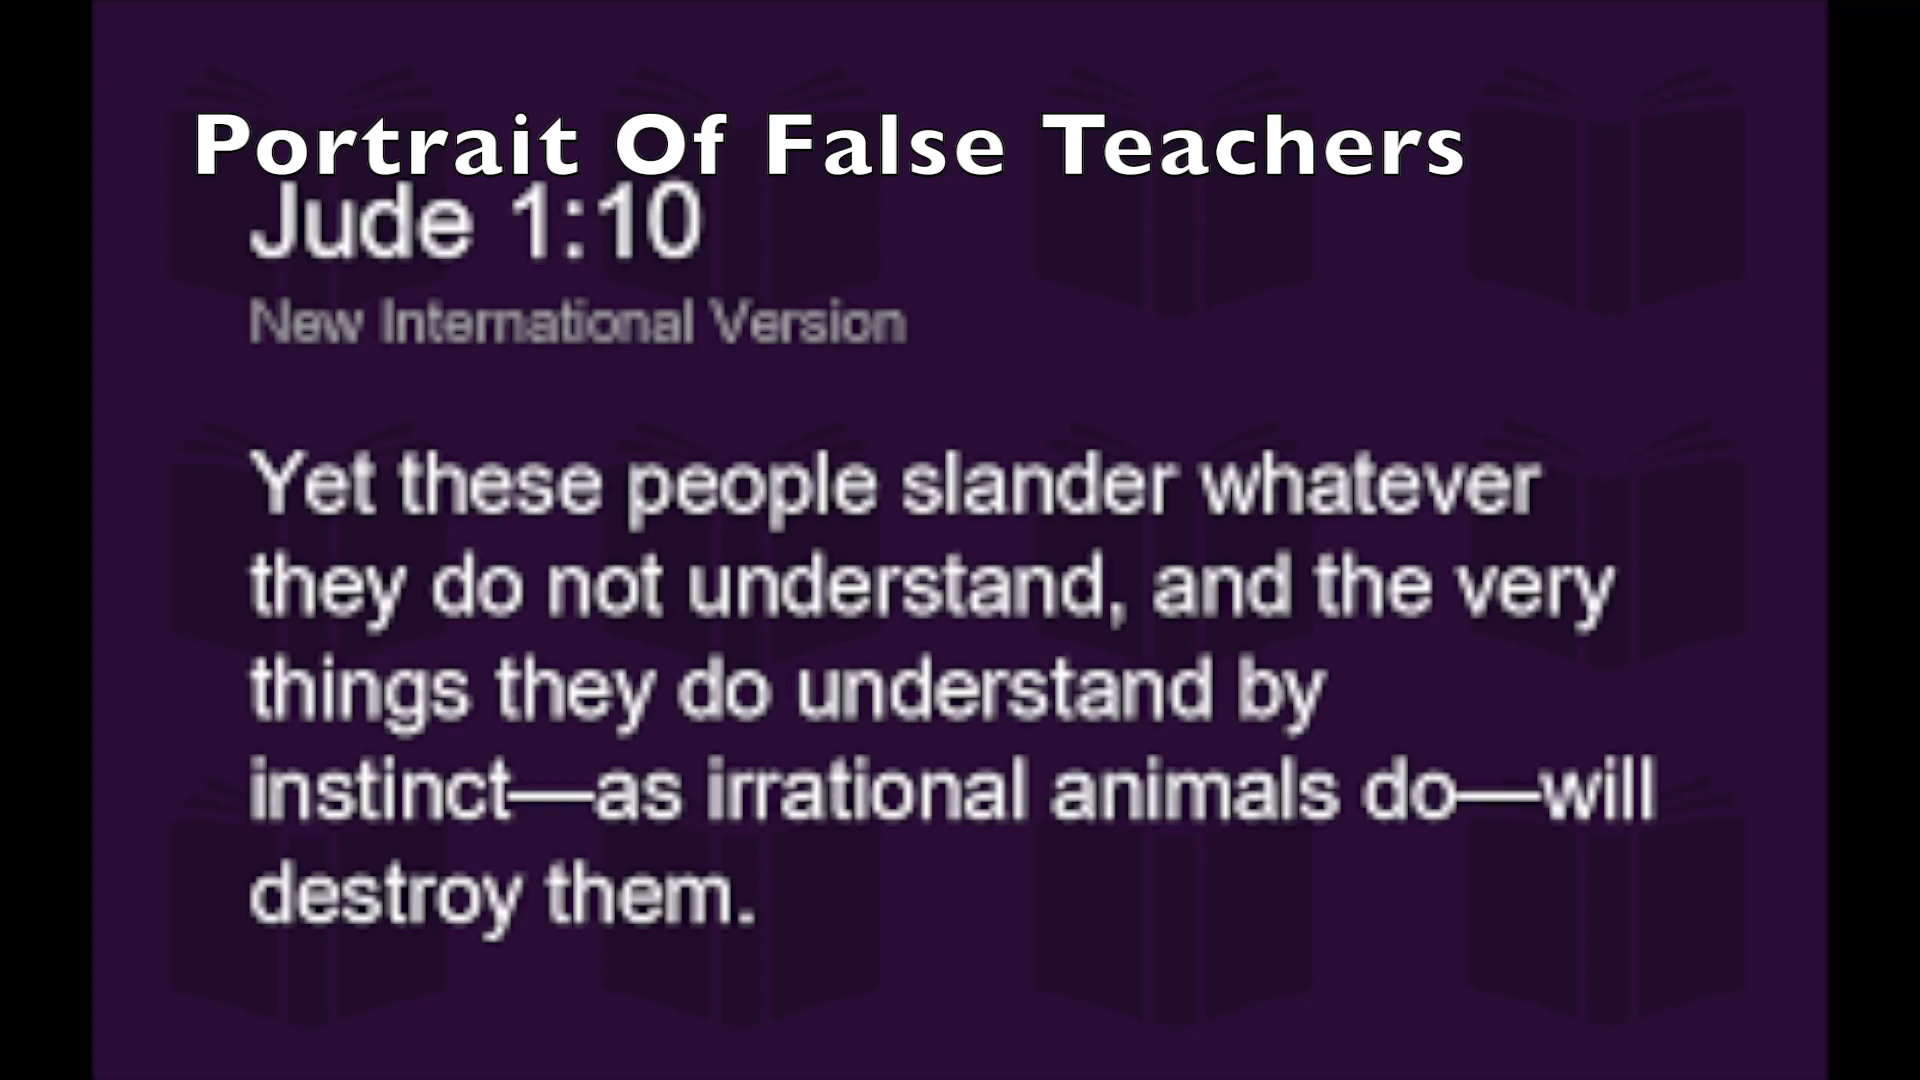 Portrait Of False Teachers
Jude 1:10
New International Version
Yet these people slander whatever
they do not understand, and the very
things they do understand by
instinct—as irrational animals do—will
destroy them.